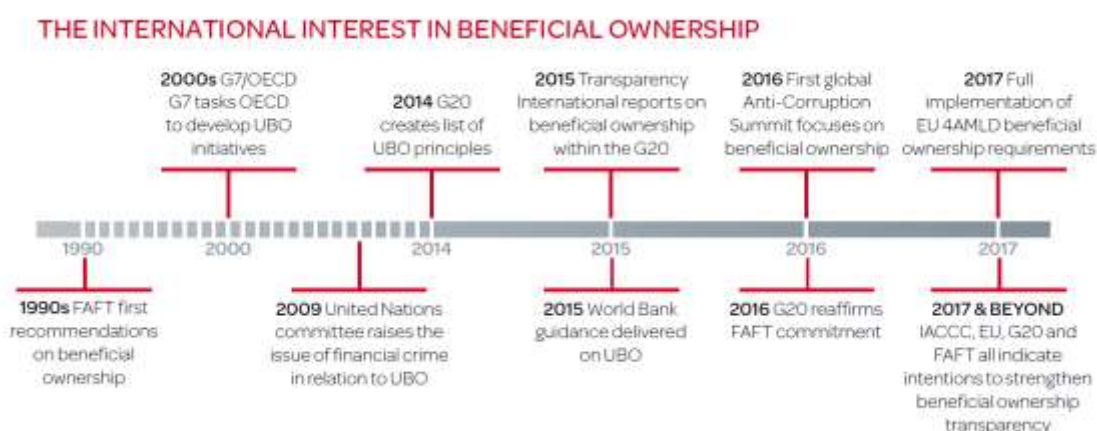 THE INTERNATIONAL INTEREST IN BENEFICIAL OWNERSHIP
2000s G7/OECD
G7 tasks OECD
to develop UBO
initiatives
2014 G20
creates list of
UBO principles
2015 Transparency
International reports on
beneficial ownership
within the G20
2016 First global
Anti-Corruption
Summit focuses on
beneficial ownership
2017 Full
implementation of
EU 4AMLD beneficial
ownership requirements
1990
2000
2014
2015
2016
2017
1990s FAFT first
recommendations
on beneficial
ownership
2009 United Nations
committee raises the
issue of financial crime
in relation to UBO
2015 World Bank
guidance delivered
on UBO
2016 G20 reaffirms
FAFT commitment
2017 & BEYOND
IACCC, EU, G20 and
FAFT all indicate
intentions to strengthen
beneficial ownership
transparency